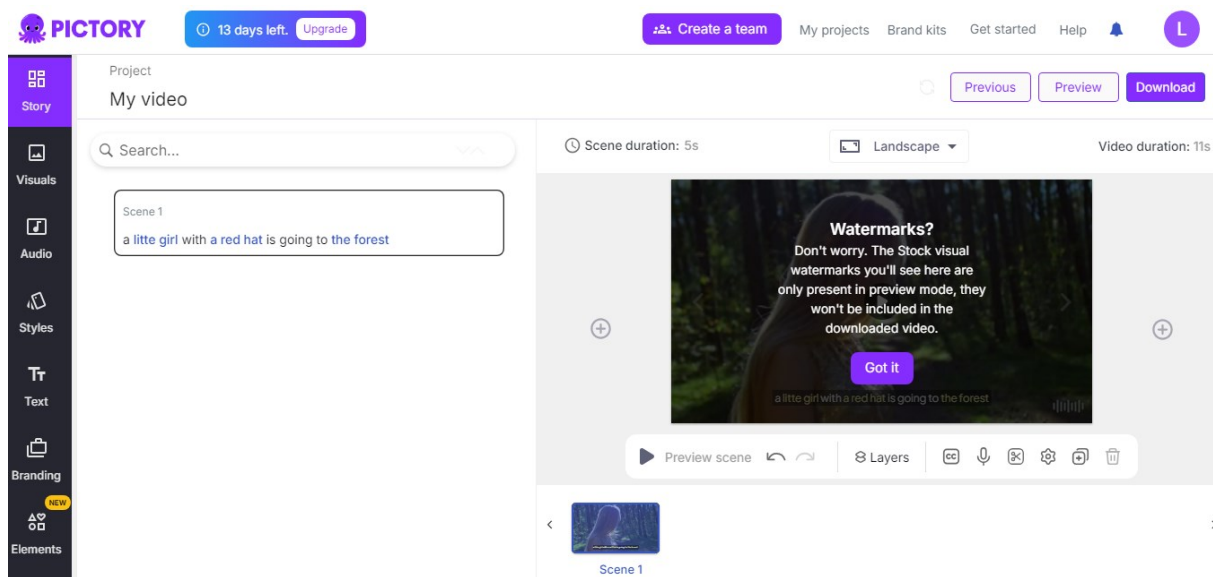 PICTORY
13 days left. Upgrade
Create a team
My projects
Brand kits
Get started
Help
L
Project
My video
Previous
Preview
Download
Story
Visuals
Audio
Styles
Text
Branding
NEW
Elements
Search...
Scene 1
a litte girl with a red hat is going to the forest
Scene duration: 5s
Landscape
Video duration: 11s
Watermarks?
Don't worry. The Stock visual
watermarks you'll see here are
only present in preview mode, they
won't be included in the
downloaded video.
Got it
a litte girl with a red hat is going to the forest
Preview scene
Layers
CC
Scene 1